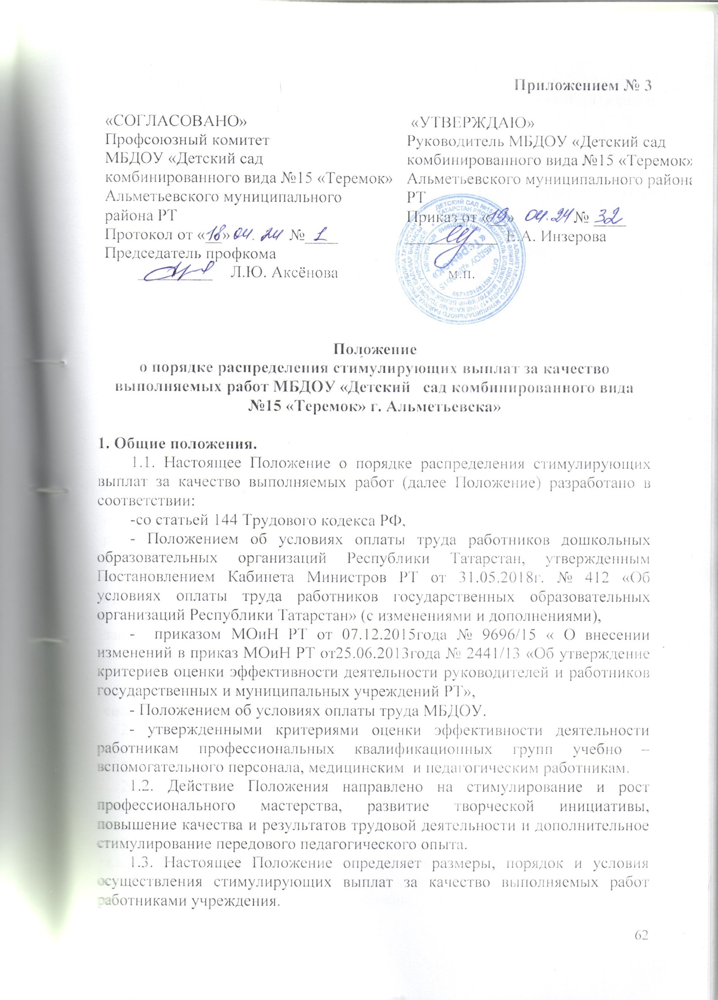 Приложением № 3
«СОГЛАСОВАНО»
Профсоюзный комитет
МБДОУ «Детский сад
комбинированного вида №15 «Теремок»
Альметьевского муниципального
района РТ
Протокол от «18» 04. 24 № 1
Председатель профкома
Л.Ю. Аксёнова
«УТВЕРЖДАЮ»
Руководитель МБДОУ «Детский сад
комбинированного вида №15 «Теремок»
Альметьевского муниципального района
РТ
Приказ от «19» 04.24 № 32
Е.А. Инзерова
М.П.
Положение
о порядке распределения стимулирующих выплат за качество
выполняемых работ МБДОУ «Детский сад комбинированного вида
№15 «Теремок» г. Альметьевска»
1. Общие положения.
1.1. Настоящее Положение о порядке распределения стимулирующих
выплат за качество выполняемых работ (далее Положение) разработано в
соответствии:
-со статьей 144 Трудового кодекса РФ,
- Положением об условиях оплаты труда работников дошкольных
образовательных организаций Республики Татарстан, утвержденным
Постановлением Кабинета Министров РТ от 31.05.2018г. № 412 «Об
условиях оплаты труда работников государственных образовательных
организаций Республики Татарстан» (с изменениями и дополнениями),
- приказом МОиН РТ от 07.12.2015года № 9696/15 « О внесении
изменений в приказ МОиН РТ от25.06.2013года № 2441/13 «Об утверждение
критериев оценки эффективности деятельности руководителей и работников
государственных и муниципальных учреждений РТ»,
- Положением об условиях оплаты труда МБДОУ.
- утвержденными критериями оценки эффективности деятельности
работникам профессиональных квалификационных групп учебно –
вспомогательного персонала, медицинским и педагогическим работникам.
1.2. Действие Положения направлено на стимулирование и рост
профессионального мастерства, развитие творческой инициативы,
повышение качества и результатов трудовой деятельности и дополнительное
стимулирование передового педагогического опыта.
1.3. Настоящее Положение определяет размеры, порядок и условия
осуществления стимулирующих выплат за качество выполняемых работ
работниками учреждения.
62